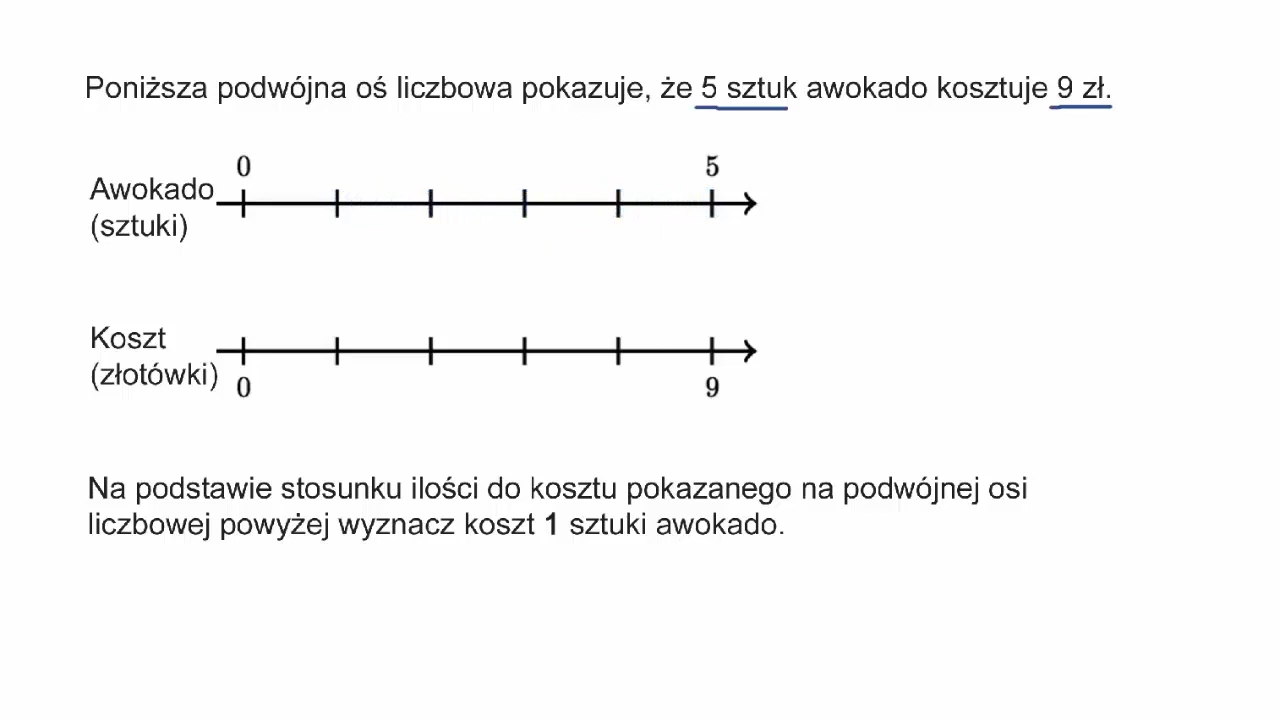 Poniższa podwójna oś liczbowa pokazuje, że 5 sztuk awokado kosztuje 9 zł.
0 5
Awokado
(sztuki)
Koszt
(złotówki)
0 9
Na podstawie stosunku ilości do kosztu pokazanego na podwójnej osi
liczbowej powyżej wyznacz koszt 1 sztuki awokado.